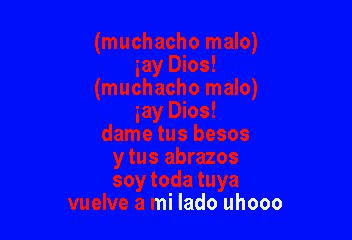 (muchacho malo)
¡ay Dios!
(muchacho malo)
¡ay Dios!
dame tus besos
y tus abrazos
soy toda tuya
vuelve a mi lado uhooo